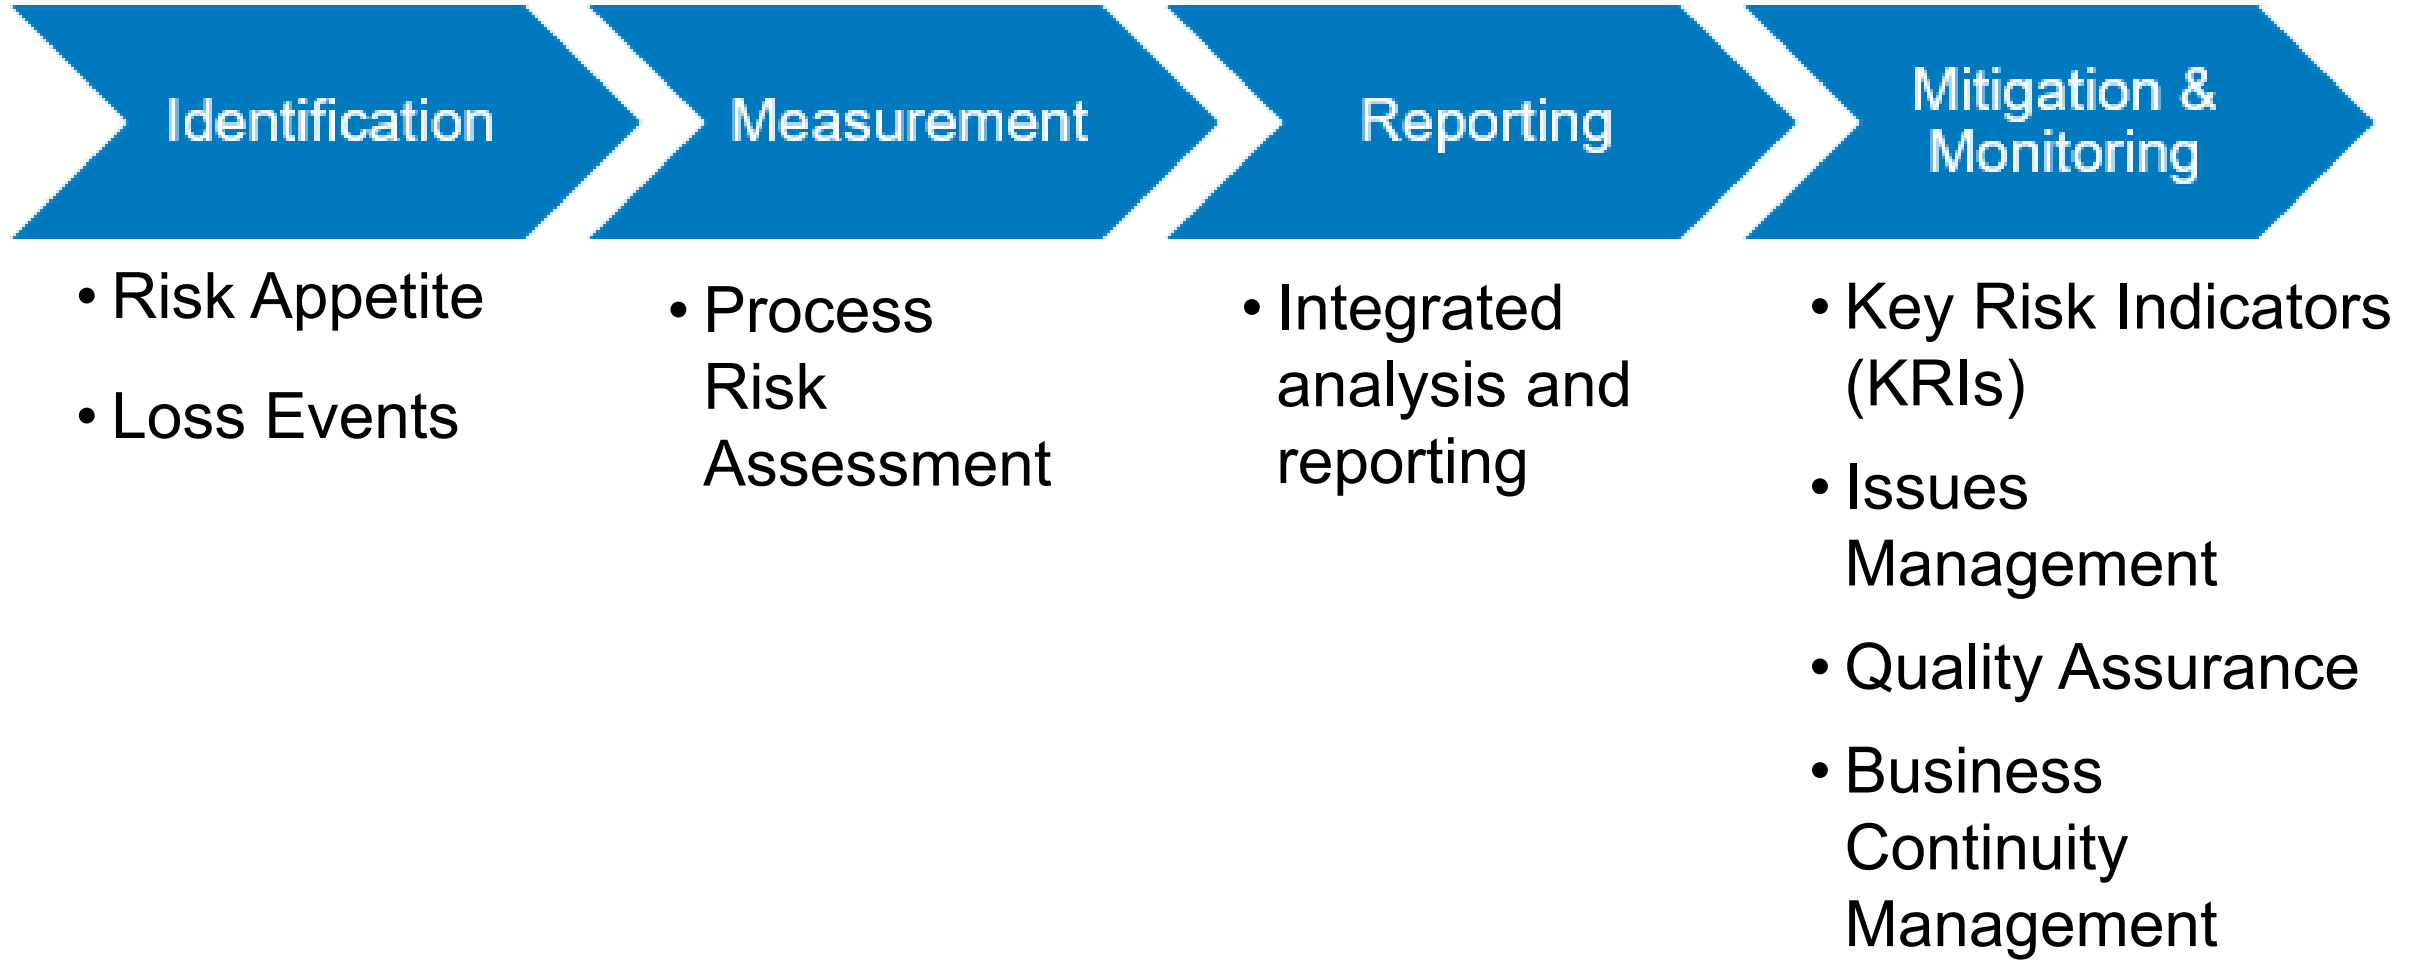 Identification
Measurement
Reporting
Mitigation &
Monitoring
• Risk Appetite
• Loss Events
• Process
Risk
Assessment
• Integrated
analysis and
reporting
• Key Risk Indicators
(KRIs)
• Issues
Management
• Quality Assurance
• Business
Continuity
Management